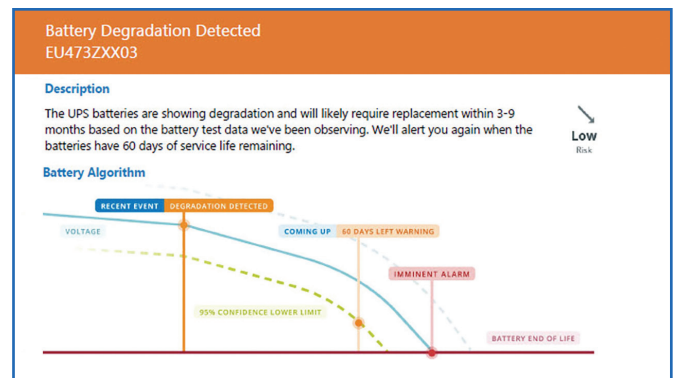 Battery Degradation Detected
EU473ZXX03
Description
The UPS batteries are showing degradation and will likely require replacement within 3-9
months based on the battery test data we've been observing. We'll alert you again when the
batteries have 60 days of service life remaining.
Low
Risk
Battery Algorithm
RECENT EVENT DEGRADATION DETECTED
VOLTAGE
COMING UP 60 DAYS LEFT WARNING
IMMINENT ALARM
95% CONFIDENCE LOWER LIMIT
BATTERY END OF LIFE